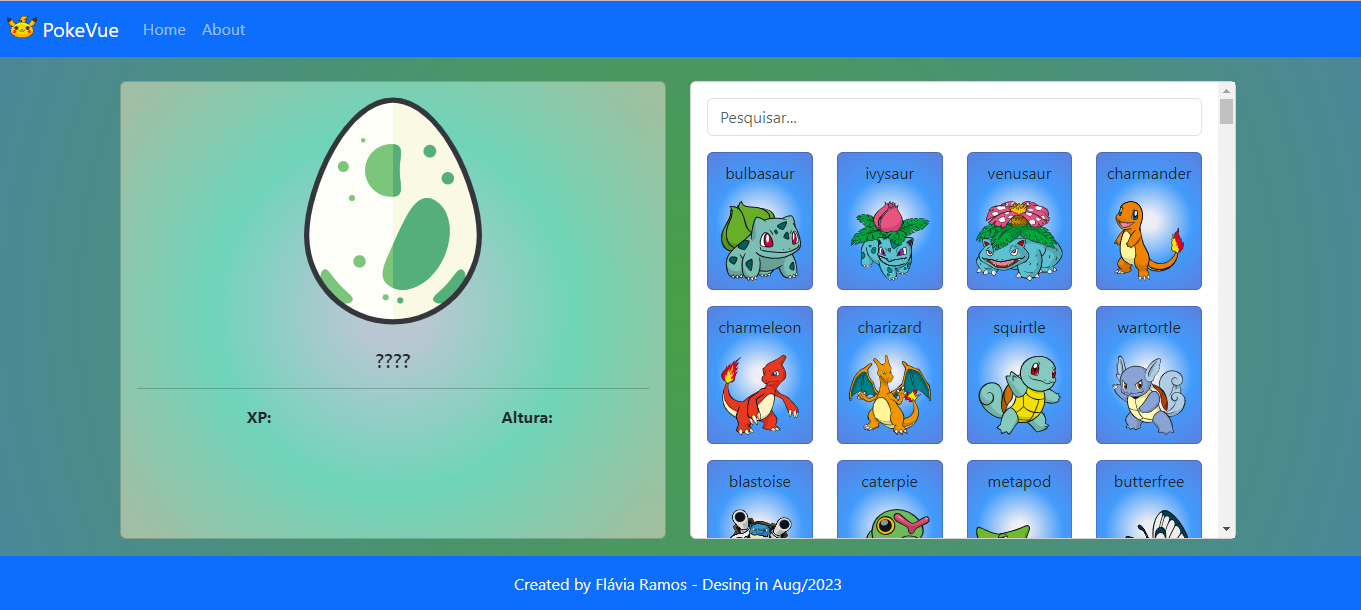 PokeVue Home About
????
XP: Altura:
Pesquisar...
bulbasaur ivysaur venusaur charmander
charmeleon charizard squirtle wartortle
blastoise caterpie metapod butterfree
Created by Flávia Ramos - Desing in Aug/2023